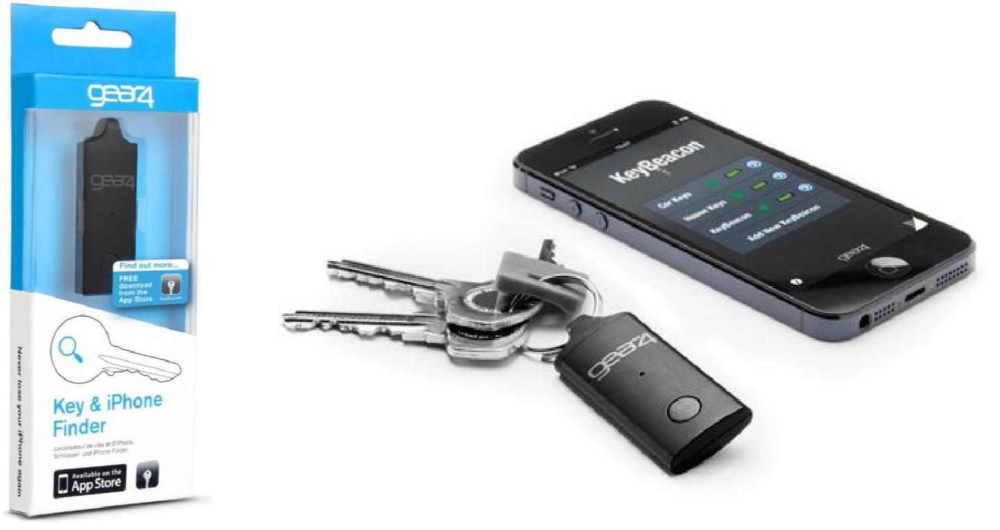 gear4
gear4
Find out more...
FREE
download
from the
App Store
KeyBeacon
Key & iPhone
Finder
Localisateur de clés et d'iPhone.
Schlüssel- und iPhone-Finder.
Available on the
App Store
Never lose your iPhone again
KeyBeacon
Car Keys
House Keys
KeyBeacon
Add New KeyBeacon
gear4
gear4